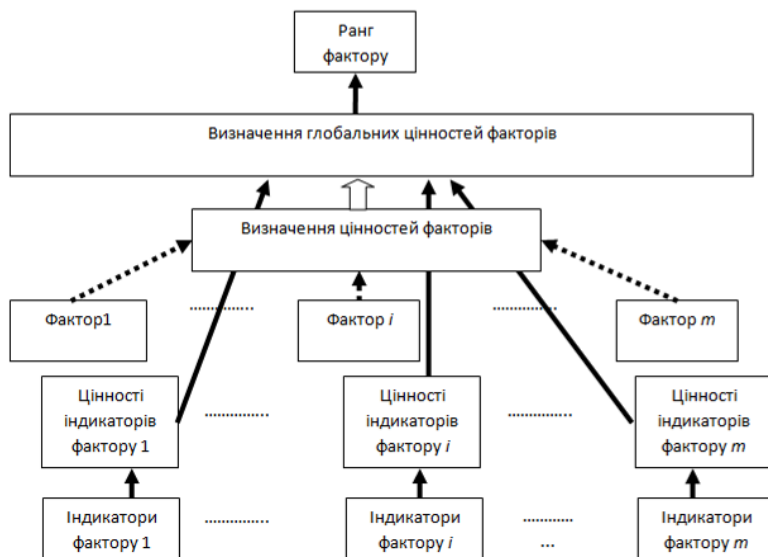 Ранг
фактору
Визначення глобальних цінностей факторів
Визначення цінностей факторів
Фактор1
..............
Фактор i
..............
Фактор m
Цінності
індикаторів
фактору 1
..............
Цінності
індикаторів
фактору i
..............
Цінності
індикаторів
фактору m
Індикатори
фактору 1
..............
Індикатори
фактору i
............
...
Індикатори
фактору m